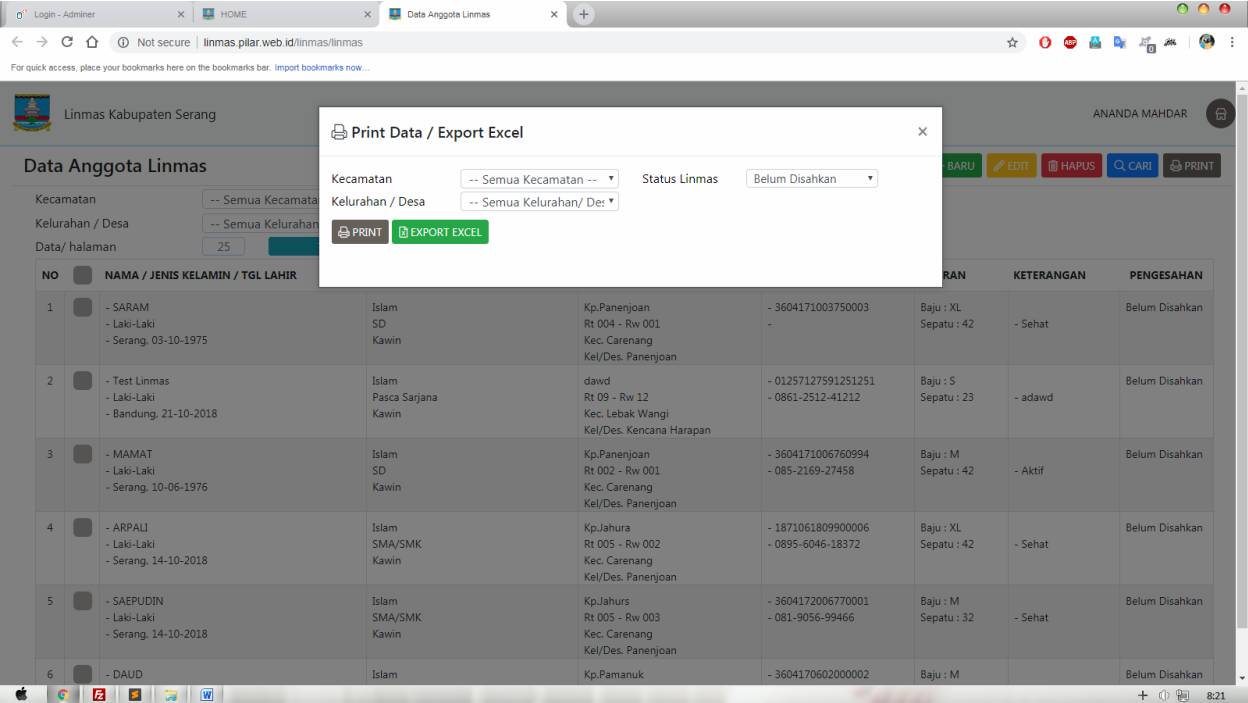 Login - Adminer
HOME
Data Anggota Linmas
Not secure | linmas.pilar.web.id/linmas/linmas
ABP
0
For quick access, place your bookmarks here on the bookmarks bar. Import bookmarks now...
Linmas Kabupaten Serang
ANANDA MAHDAR
Print Data / Export Excel
Kecamatan -- Semua Kecamatan -- Status Linmas Belum Disahkan
Kelurahan / Desa -- Semua Kelurahan/ Des
PRINT EXPORT EXCEL
Data Anggota Linmas
BARU EDIT HAPUS CARI PRINT
Kecamatan -- Semua Kecamata
Kelurahan / Desa -- Semua Kelurahan
Data/ halaman 25
NO NAMA / JENIS KELAMIN / TGL LAHIR RAN KETERANGAN PENGESAHAN
1 - SARAM Islam Kp.Panenjoan - 3604171003750003 Baju : XL Belum Disahkan
- Laki-Laki SD Rt 004 - Rw 001 - Sepatu : 42 - Sehat
- Serang, 03-10-1975 Kawin Kec. Carenang
Kel/Des. Panenjoan
2 - Test Linmas Islam dawd - 01257127591251251 Baju : S Belum Disahkan
- Laki-Laki Pasca Sarjana Rt 09 - Rw 12 - 0861-2512-41212 Sepatu : 23 - adawd
- Bandung, 21-10-2018 Kawin Kec. Lebak Wangi
Kel/Des. Kencana Harapan
3 - MAMAT Islam Kp.Panenjoan - 3604171006760994 Baju : M Belum Disahkan
- Laki-Laki SD Rt 002 - Rw 001 - 085-2169-27458 Sepatu : 42 - Aktif
- Serang, 10-06-1976 Kawin Kec. Carenang
Kel/Des. Panenjoan
4 - ARPALI Islam Kp.Jahura - 1871061809900006 Baju : XL Belum Disahkan
- Laki-Laki SMA/SMK Rt 005 - Rw 002 - 0895-6046-18372 Sepatu : 42 - Sehat
- Serang, 14-10-2018 Kawin Kec. Carenang
Kel/Des. Panenjoan
5 - SAEPUDIN Islam Kp.Jahurs - 3604172006770001 Baju : M Belum Disahkan
- Laki-Laki SMA/SMK Rt 005 - Rw 003 - 081-9056-99466 Sepatu : 32 - Sehat
- Serang, 14-10-2018 Kawin Kec. Carenang
Kel/Des. Panenjoan
6 - DAUD Islam Kp.Pamanuk - 3604170602000002 Baju : M Belum Disahkan
8:21